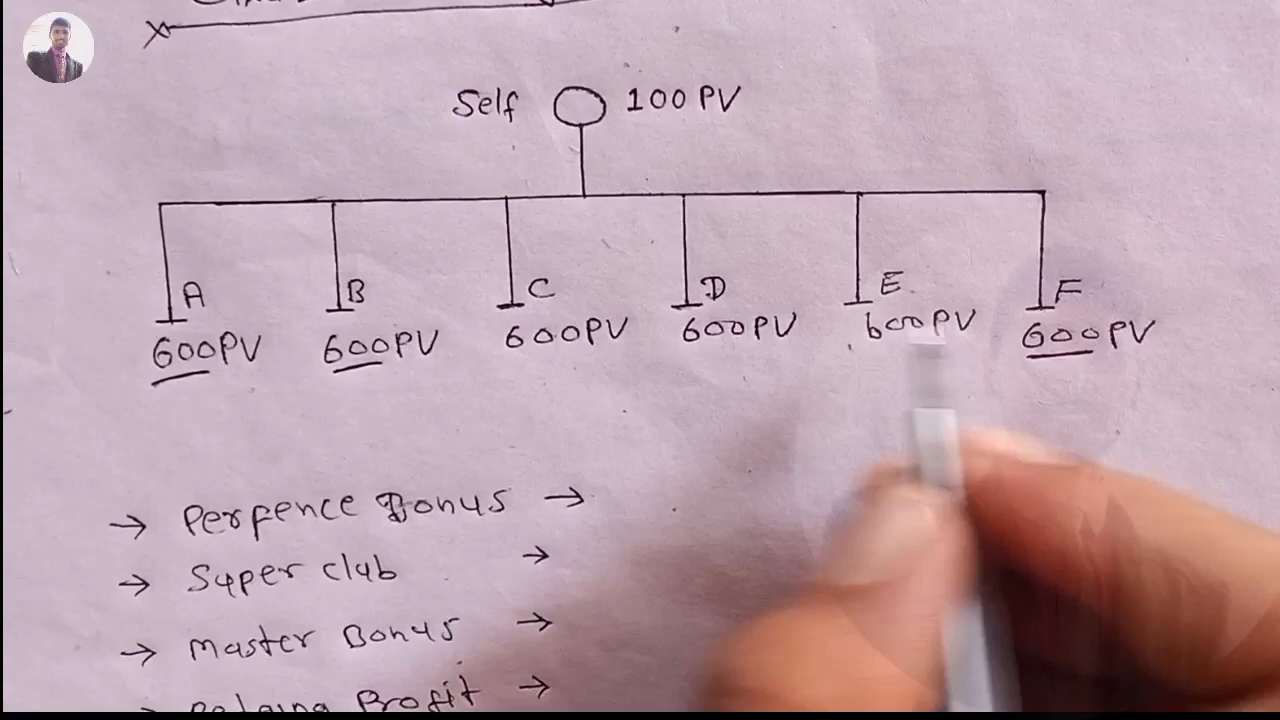 Self 100 PV
A B C D E F
600PV 600PV 600PV 600PV 600PV 600PV
→ Perfence Bonus →
→ Super club →
→ Master Bonus →
→ Profit →